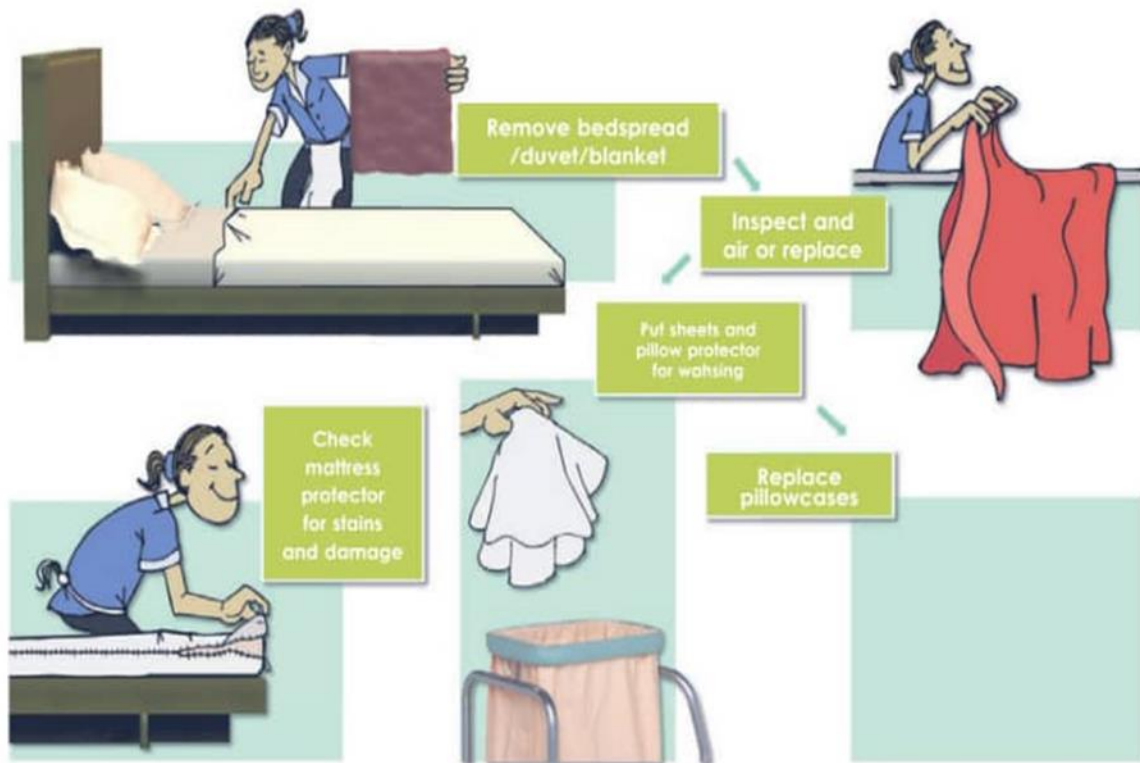 Remove bedspread
/duvet/blanket
Inspect and
air or replace
Put sheets and
pillow protector
for wahsing
Replace
pillowcases
Check
mattress
protector
for stains
and damage